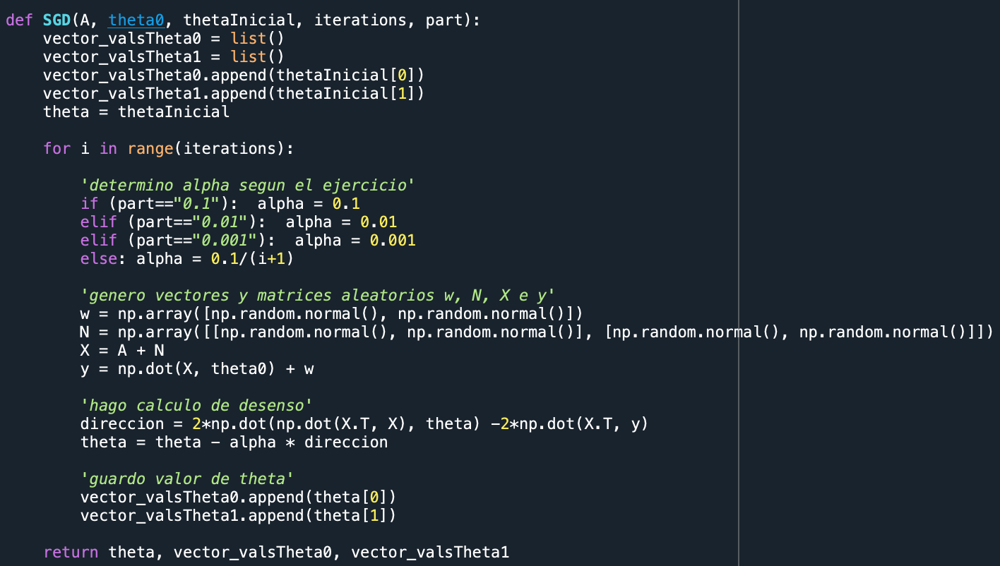 def SGD(A, theta0, thetaInicial, iterations, part):
    vector_valsTheta0 = list()
    vector_valsTheta1 = list()
    vector_valsTheta0.append(thetaInicial[0])
    vector_valsTheta1.append(thetaInicial[1])
    theta = thetaInicial
    for i in range(iterations):
        'determino alpha segun el ejercicio'
        if (part=="0.1"):  alpha = 0.1
        elif (part=="0.01"):  alpha = 0.01
        elif (part=="0.001"):  alpha = 0.001
        else: alpha = 0.1/(i+1)
        'genero vectores y matrices aleatorios w, N, X e y'
        w = np.array([np.random.normal(), np.random.normal()])
        N = np.array([[np.random.normal(), np.random.normal()], [np.random.normal(), np.random.normal()]])
        X = A + N
        y = np.dot(X, theta0) + w
        'hago calculo de desenso'
        direccion = 2*np.dot(np.dot(X.T, X), theta) -2*np.dot(X.T, y)
        theta = theta - alpha * direccion
        'guardo valor de theta'
        vector_valsTheta0.append(theta[0])
        vector_valsTheta1.append(theta[1])
    return theta, vector_valsTheta0, vector_valsTheta1